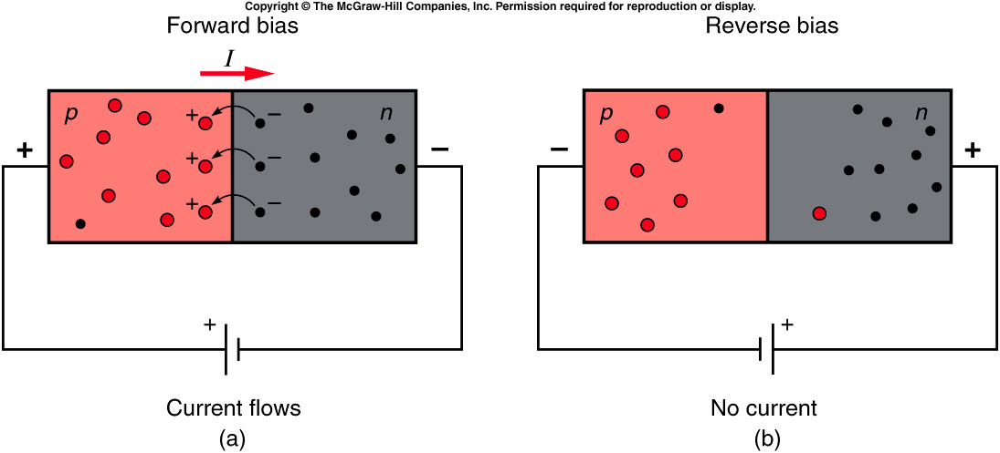 Copyright © The McGraw-Hill Companies, Inc. Permission required for reproduction or display.
Forward bias
I
p
n
+
−
+ −
+ −
+ −
+
Current flows
(a)
Reverse bias
p
n
−
+
+
No current
(b)